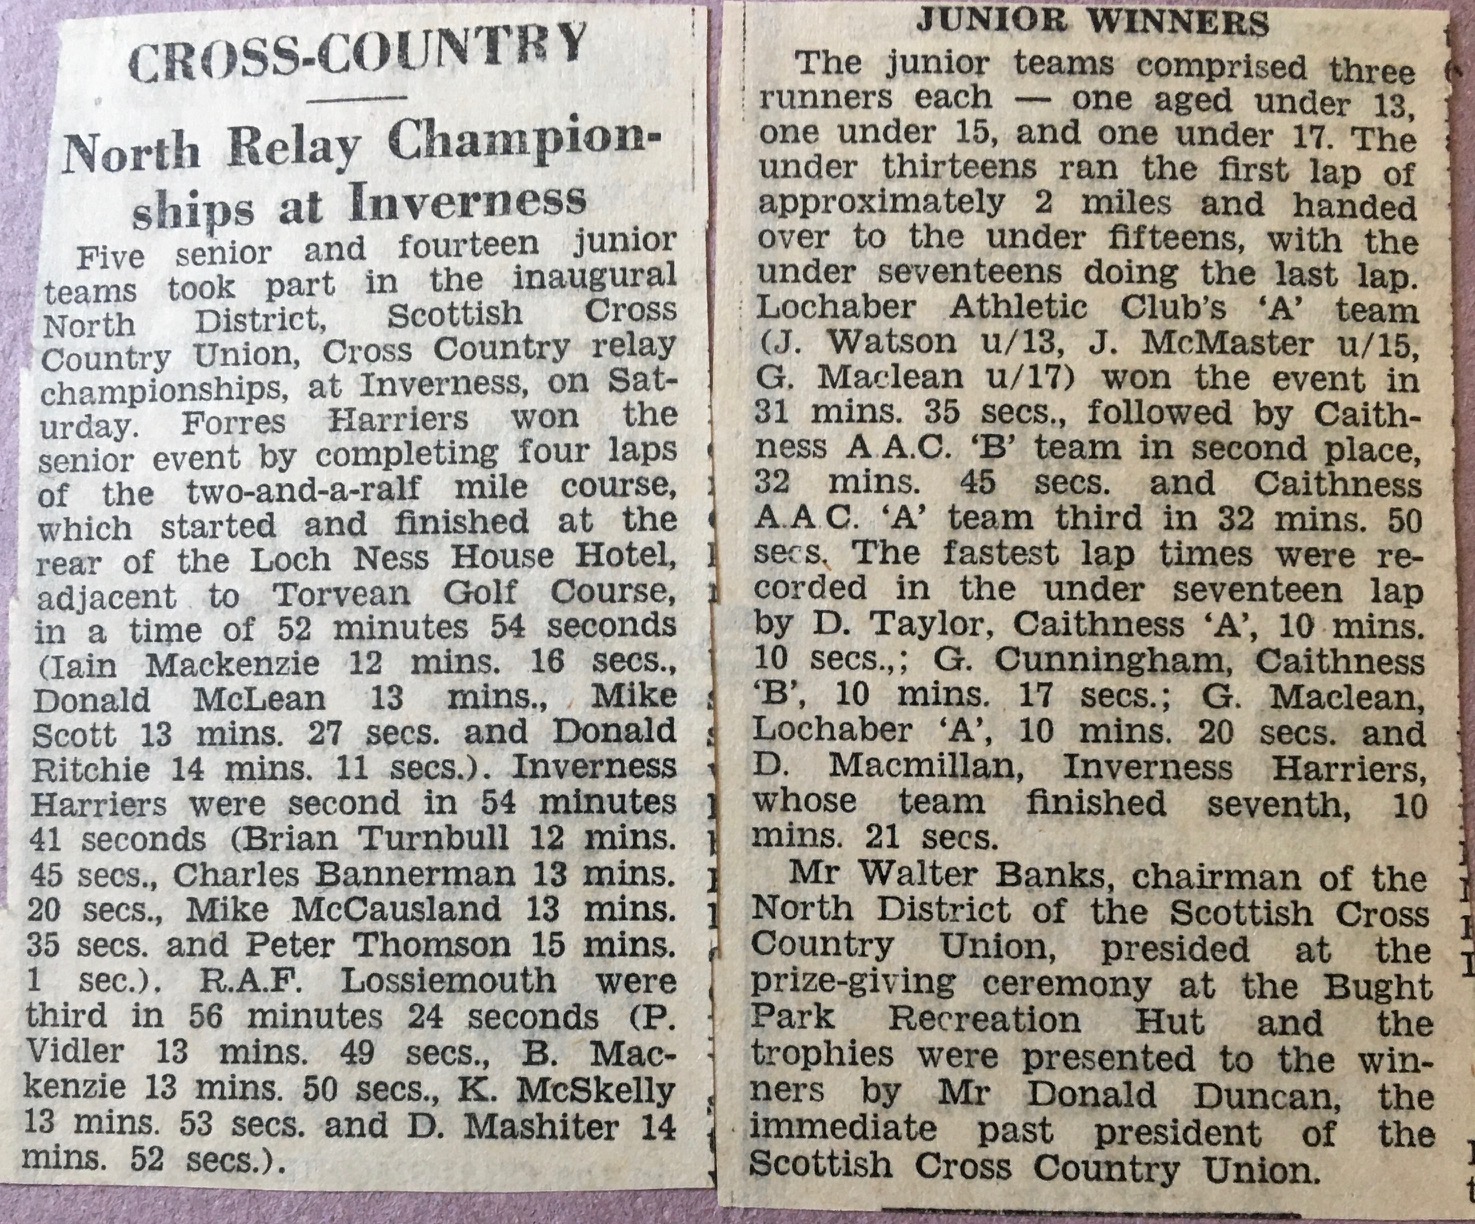 CROSS-COUNTRY
North Relay Champion-
ships at Inverness
Five senior and fourteen junior
teams took part in the inaugural
North District, Scottish Cross
Country Union, Cross Country relay
championships, at Inverness, on Sat-
urday. Forres Harriers won the
senior event by completing four laps
of the two-and-a-ralf mile course,
which started and finished at the
rear of the Loch Ness House Hotel,
adjacent to Torvean Golf Course,
in a time of 52 minutes 54 seconds
(Iain Mackenzie 12 mins. 16 secs.,
Donald McLean 13 mins., Mike
Scott 13 mins. 27 secs. and Donald
Ritchie 14 mins. 11 secs.). Inverness
Harriers were second in 54 minutes
41 seconds (Brian Turnbull 12 mins.
45 secs., Charles Bannerman 13 mins.
20 secs., Mike McCausland 13 mins.
35 secs. and Peter Thomson 15 mins.
1 sec.). R.A.F. Lossiemouth were
third in 56 minutes 24 seconds (P.
Vidler 13 mins. 49 secs., B. Mac-
kenzie 13 mins. 50 secs., K. McSkelly
13 mins. 53 secs. and D. Mashiter 14
mins. 52 secs.).
JUNIOR WINNERS
The junior teams comprised three
runners each — one aged under 13,
one under 15, and one under 17. The
under thirteens ran the first lap of
approximately 2 miles and handed
over to the under fifteens, with the
under seventeens doing the last lap.
Lochaber Athletic Club's 'A' team
(J. Watson u/13, J. McMaster u/15,
G. Maclean u/17) won the event in
31 mins. 35 secs., followed by Caith-
ness A.A.C. 'B' team in second place,
32 mins. 45 secs. and Caithness
A.A.C. 'A' team third in 32 mins. 50
secs. The fastest lap times were re-
corded in the under seventeen lap
by D. Taylor, Caithness 'A', 10 mins.
10 secs.,; G. Cunningham, Caithness
'B', 10 mins. 17 secs.; G. Maclean,
Lochaber 'A', 10 mins. 20 secs. and
D. Macmillan, Inverness Harriers,
whose team finished seventh, 10
mins. 21 secs.
Mr Walter Banks, chairman of the
North District of the Scottish Cross
Country Union, presided at the
prize-giving ceremony at the Bught
Park Recreation Hut and the
trophies were presented to the win-
ners by Mr Donald Duncan, the
immediate past president of the
Scottish Cross Country Union.